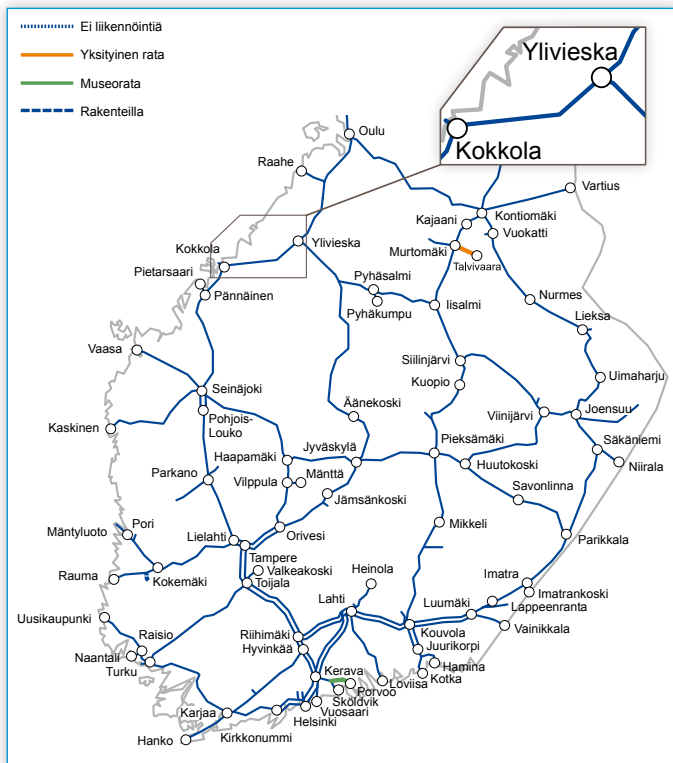 Ei liikennöintiä
Yksityinen rata
Museorata
Rakenteilla
Ylivieska
Kokkola
Oulu
Raahe
Vartius
Kajaani
Kontiomäki
Vuokatti
Murtomäki
Talvivaara
Kokkola
Ylivieska
Pietarsaari
Pännäinen
Pyhäsalmi
Pyhäkumpu
Iisalmi
Nurmes
Lieksa
Vaasa
Siilinjärvi
Kuopio
Uimaharju
Seinäjoki
Pohjois-
Louko
Äänekoski
Viinijärvi
Joensuu
Kaskinen
Haapamäki
Jyväskylä
Pieksämäki
Säkäniemi
Niirala
Parkano
Vilppula
Mänttä
Huutokoski
Jämsänkoski
Savonlinna
Mäntyluoto
Pori
Lielahti
Orivesi
Mikkeli
Parikkala
Tampere
Valkeakoski
Toijala
Heinola
Rauma
Kokemäki
Imatra
Imatrankoski
Lappeenranta
Lahti
Luumäki
Vainikkala
Uusikaupunki
Raisio
Naantali
Turku
Riihimäki
Hyvinkää
Kouvola
Juurikorpi
Hamina
Kotka
Kerava
Porvoo
Loviisa
Sköldvik
Vuosaari
Helsinki
Karjaa
Kirkkonummi
Hanko